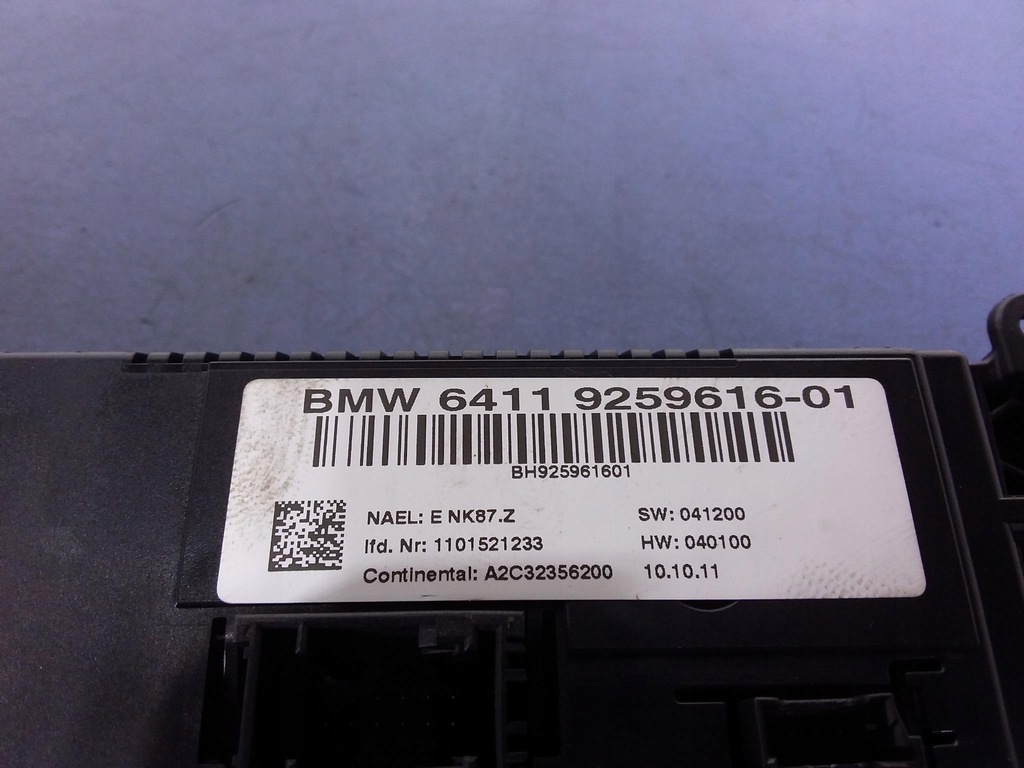 BMW 6411 9259616-01
BH925961601
NAEL: E NK87.Z SW: 041200
lfd. Nr: 1101521233 HW: 040100
Continental: A2C32356200 10.10.11